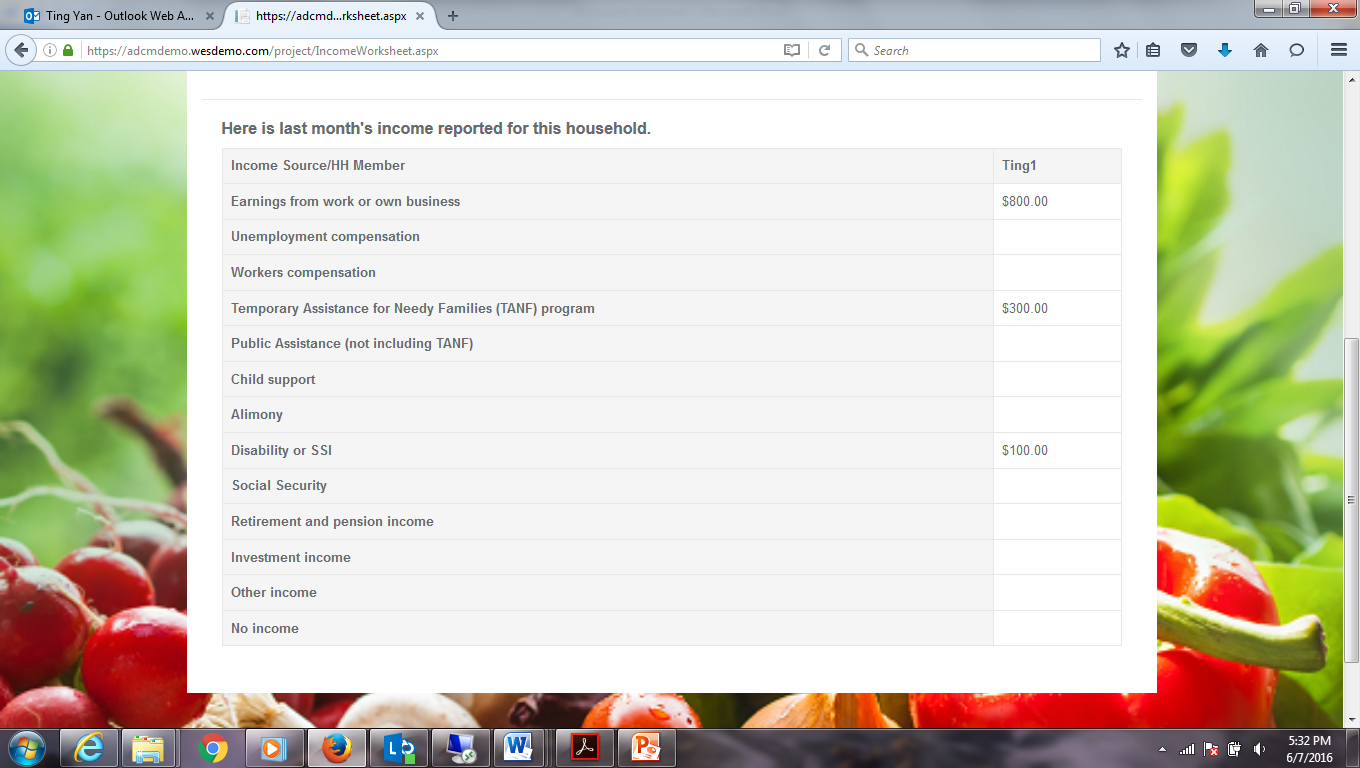 Ting Yan - Outlook Web A...
https://adcmd...rksheet.aspx
https://adcmdemo.wesdemo.com/project/IncomeWorksheet.aspx
Search
Here is last month's income reported for this household.
Income Source/HH Member Ting1
Earnings from work or own business $800.00
Unemployment compensation
Workers compensation
Temporary Assistance for Needy Families (TANF) program $300.00
Public Assistance (not including TANF)
Child support
Alimony
Disability or SSI $100.00
Social Security
Retirement and pension income
Investment income
Other income
No income
5:32 PM
6/7/2016